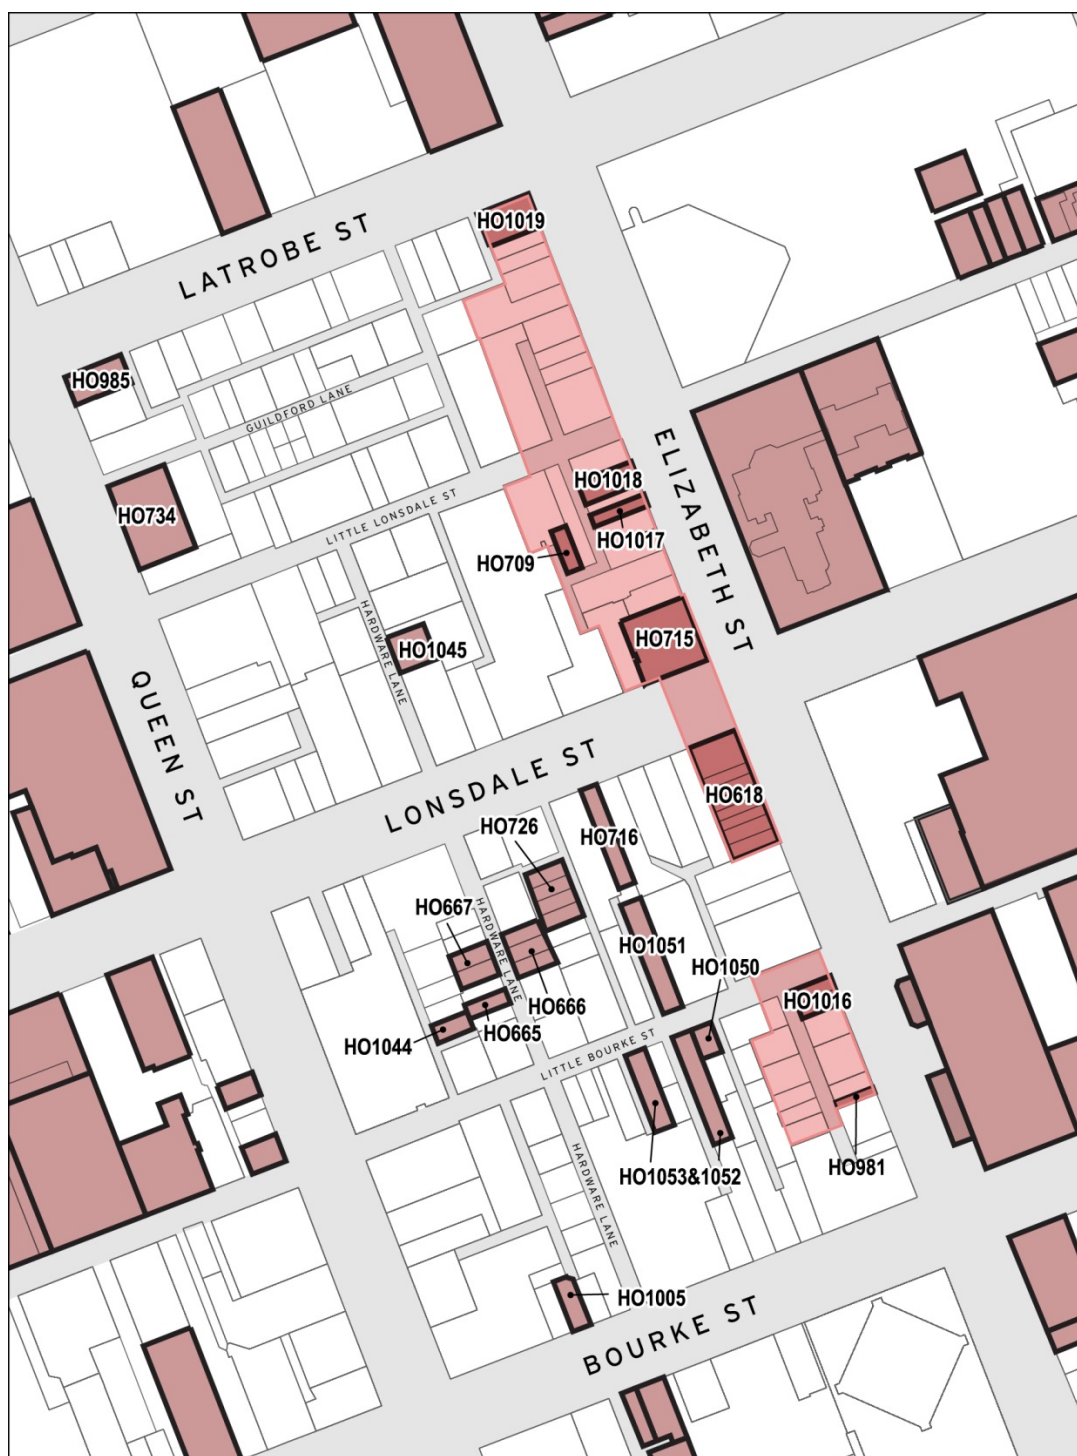 HO1019
LATROBE ST
HO985
GUILDFORD LANE
ELIZABETH ST
HO1018
LITTLE LONSDALE ST
HO734
HO1017
HO709
HARDWARE LANE
HO715
HO1045
QUEEN ST
LONSDALE ST
HO618
HO726
HO716
HO667
HARDWARE LANE
HO1051
HO1050
HO666
HO1016
HO665
HO1044
LITTLE BOURKE ST
HO981
HO1053&1052
HARDWARE LANE
HO1005
BOURKE ST